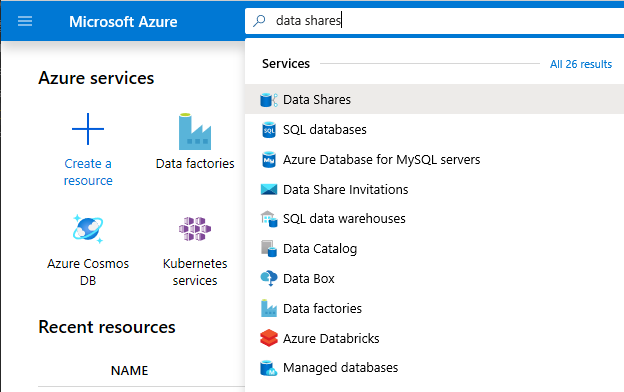 Microsoft Azure
data shares
Azure services
Create a
resource
Data factories
Azure Cosmos
DB
Kubernetes
services
Recent resources
NAME
Services
All 26 results
Data Shares
SQL databases
Azure Database for MySQL servers
Data Share Invitations
SQL data warehouses
Data Catalog
Data Box
Data factories
Azure Databricks
Managed databases